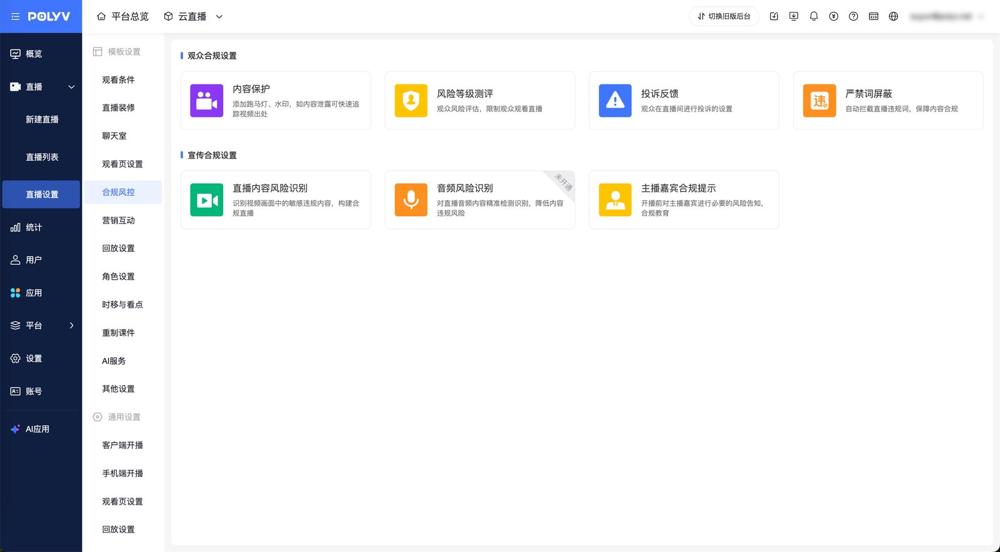 POLYV
平台总览
云直播
切换旧版后台
概览
直播
新建直播
直播列表
直播设置
统计
用户
应用
平台
设置
账号
AI应用
模板设置
观看条件
直播装修
聊天室
观看页设置
合规风控
营销互动
回放设置
角色设置
时移与看点
重制课件
AI服务
其他设置
通用设置
客户端开播
手机端开播
观看页设置
回放设置
观众合规设置
内容保护
添加跑马灯、水印，如内容泄露可快速追
踪视频出处
风险等级测评
观众风险评估，限制观众观看直播
投诉反馈
观众在直播间进行投诉的设置
违
严禁词屏蔽
自动拦截直播违规词，保障内容合规
宣传合规设置
直播内容风险识别
识别视频画面中的敏感违规内容，构建合
规直播
音频风险识别
对直播音频内容精准检测识别，降低内容
违规风险
未开通
主播嘉宾合规提示
开播前对主播嘉宾进行必要的风险告知，
合规教育